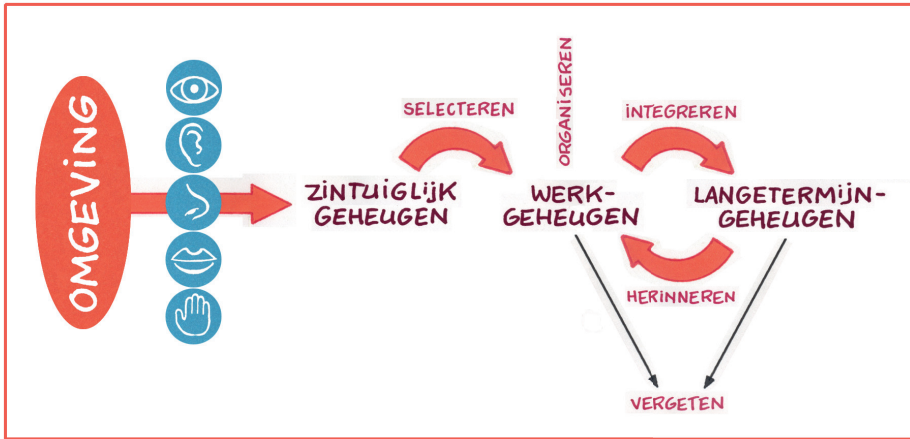 OMGEVING
SELECTEREN
ORGANISEREN
INTEGREREN
ZINTUIGLIJK
GEHEUGEN
WERK-
GEHEUGEN
LANGETERMIJN-
GEHEUGEN
HERINNEREN
VERGETEN